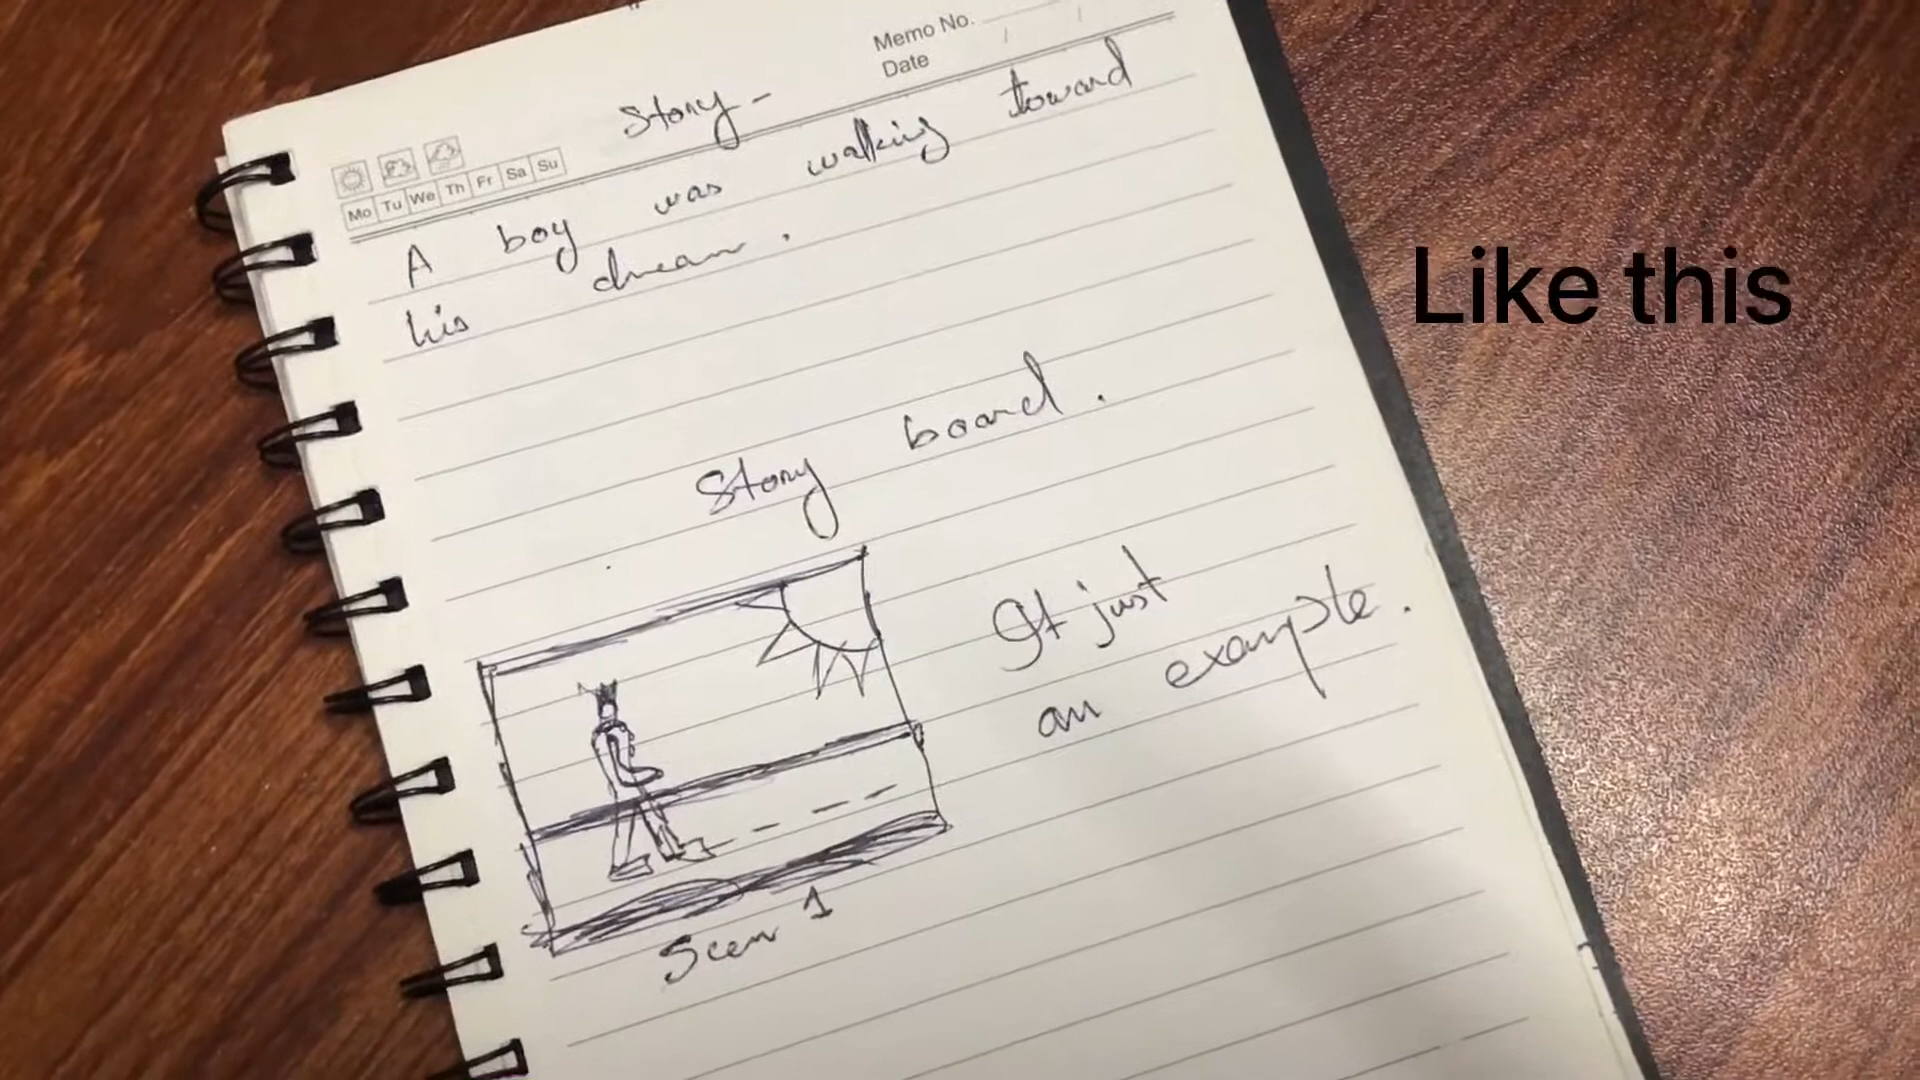 Memo No.
Date
Story -
Mo Tu We Th Fr Sa Su
A boy was walking toward
his dream.
Like this
Story board.
It just
an example.
Scen 1